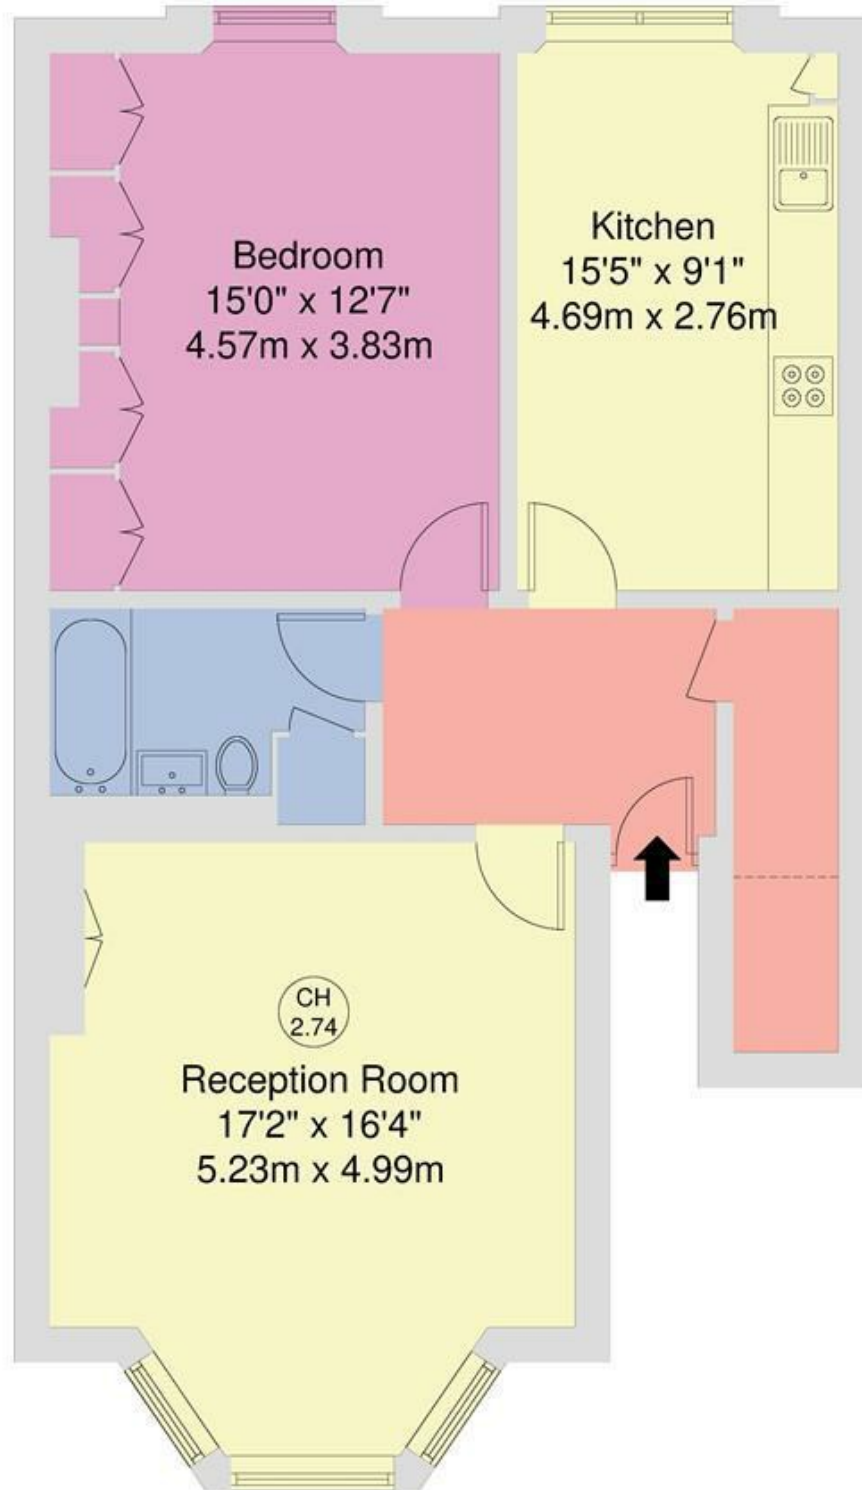 Bedroom
15'0" x 12'7"
4.57m x 3.83m
Kitchen
15'5" x 9'1"
4.69m x 2.76m
CH
2.74
Reception Room
17'2" x 16'4"
5.23m x 4.99m